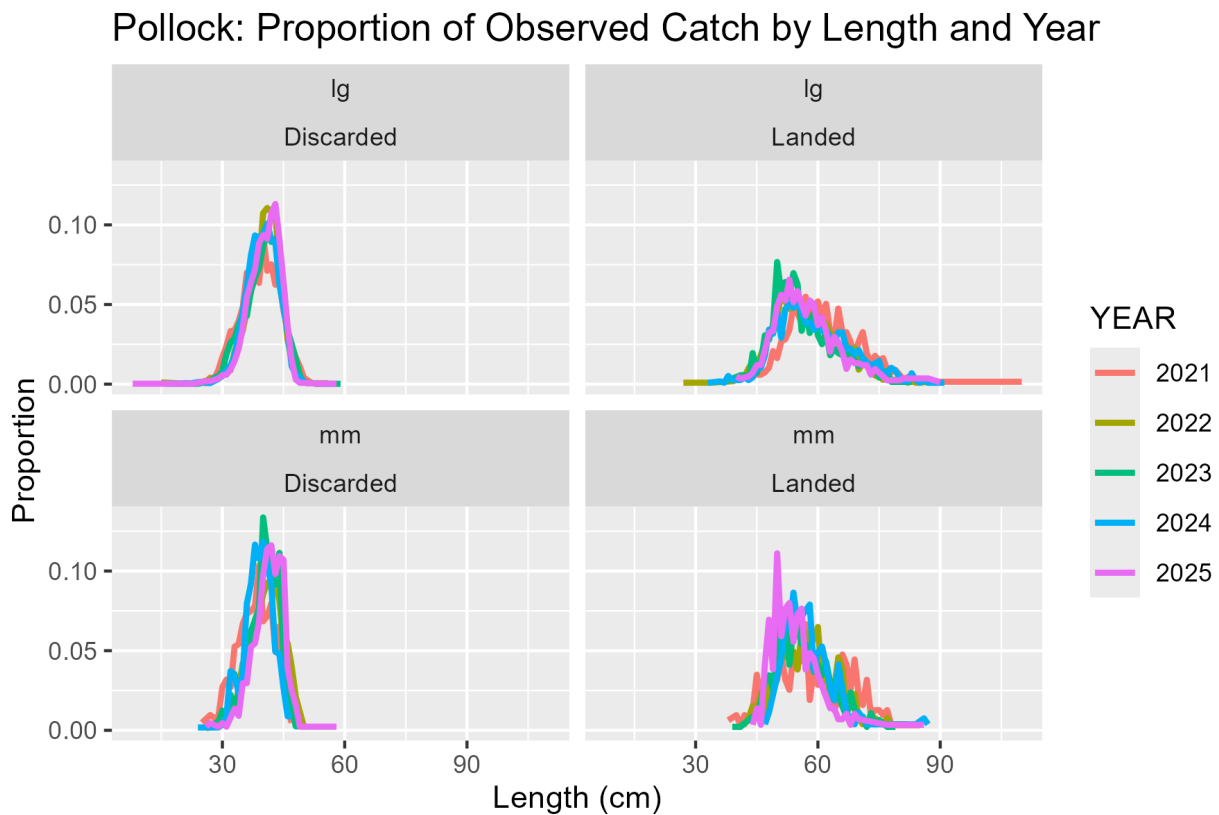 Pollock: Proportion of Observed Catch by Length and Year
lg
Discarded
lg
Landed
0.10
0.05
0.00
mm
Discarded
mm
Landed
0.10
0.05
0.00
30
60
90
30
60
90
Length (cm)
Proportion
YEAR
2021
2022
2023
2024
2025